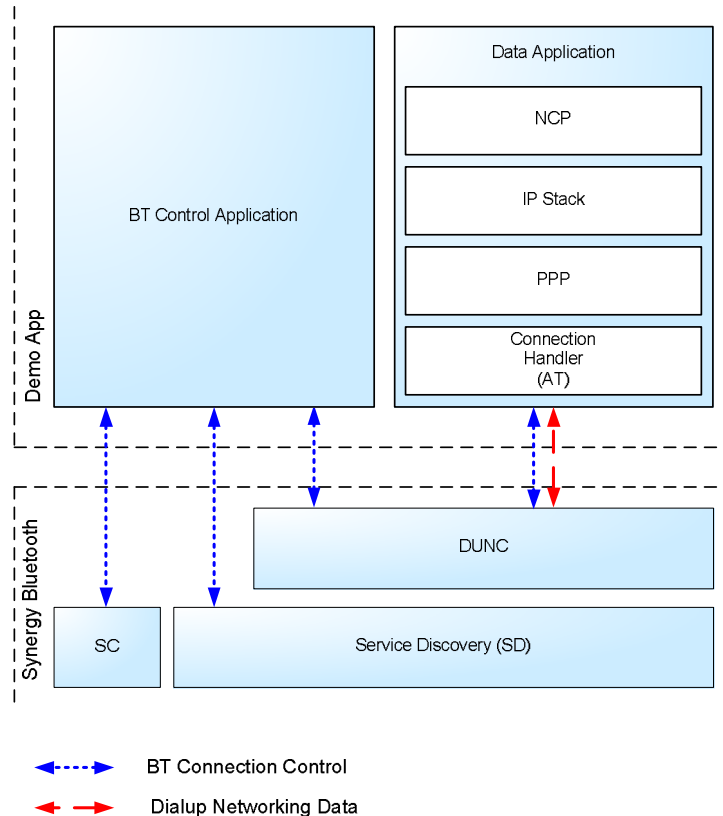 Demo App
BT Control Application
Data Application
NCP
IP Stack
PPP
Connection
Handler
(AT)
Synergy Bluetooth
DUNC
SC
Service Discovery (SD)
BT Connection Control
Dialup Networking Data